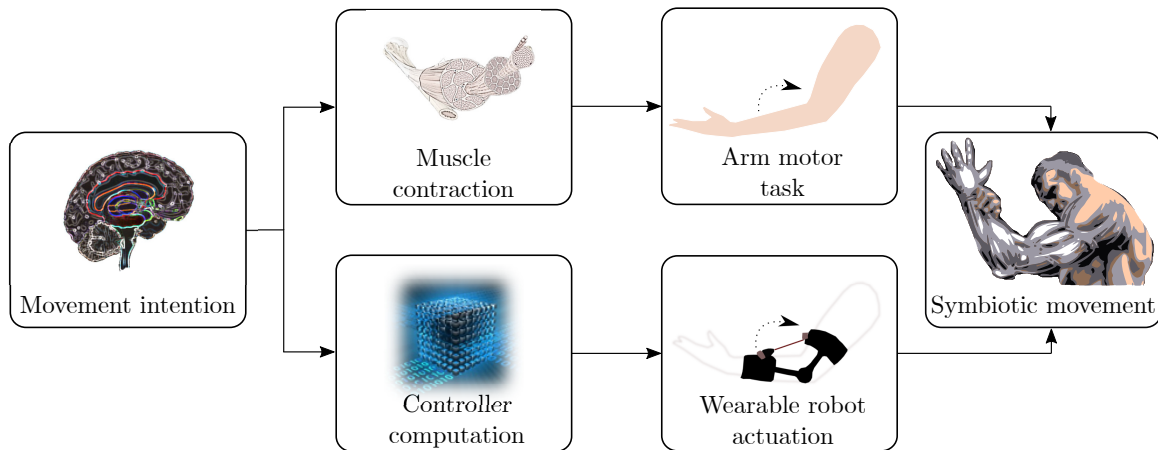 Movement intention
Muscle
contraction
Arm motor
task
Controller
computation
Wearable robot
actuation
Symbiotic movement